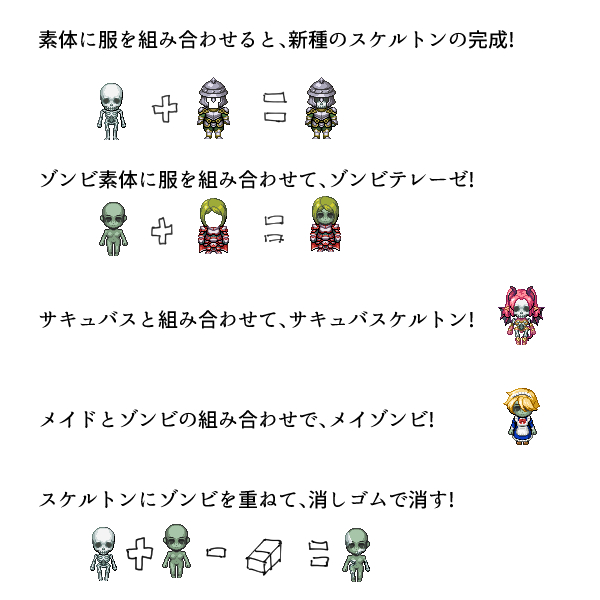 素体に服を組み合わせると、新種のスケルトンの完成!
ゾンビ素体に服を組み合わせて、ゾンビテレーゼ!
サキュバスと組み合わせて、サキュバスケルトン!
メイドとゾンビの組み合わせで、メイゾンビ!
スケルトンにゾンビを重ねて、消しゴムで消す!